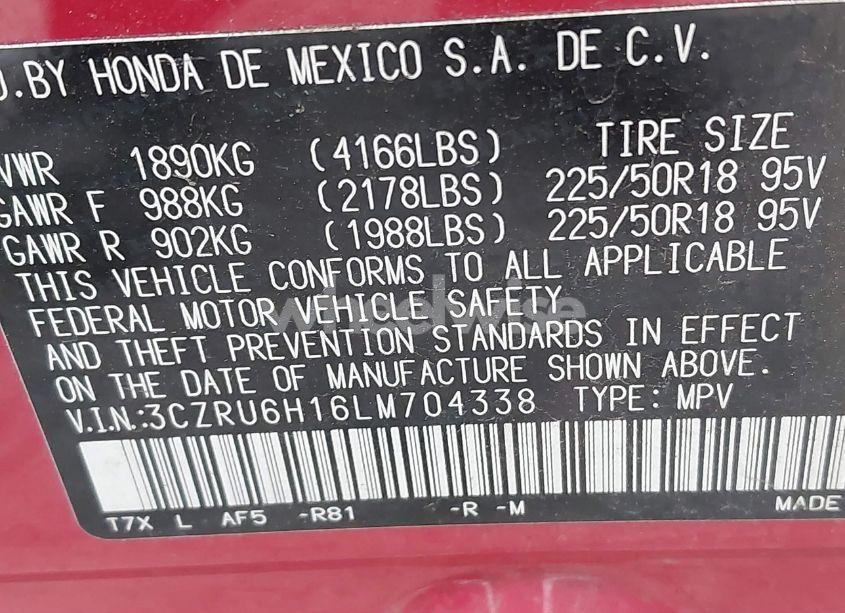 .BY HONDA DE MEXICO S.A. DE C.V.
VWR 1890KG (4166LBS) TIRE SIZE
GAWR F 988KG (2178LBS) 225/50R18 95V
GAWR R 902KG (1988LBS) 225/50R18 95V
THIS VEHICLE CONFORMS TO ALL APPLICABLE
FEDERAL MOTOR VEHICLE SAFETY
AND THEFT PREVENTION STANDARDS IN EFFECT
ON THE DATE OF MANUFACTURE SHOWN ABOVE.
V.I.N.:3CZRU6H16LM704338 TYPE: MPV
T7X L AF5 -R81 -R -M MADE
wheelwise